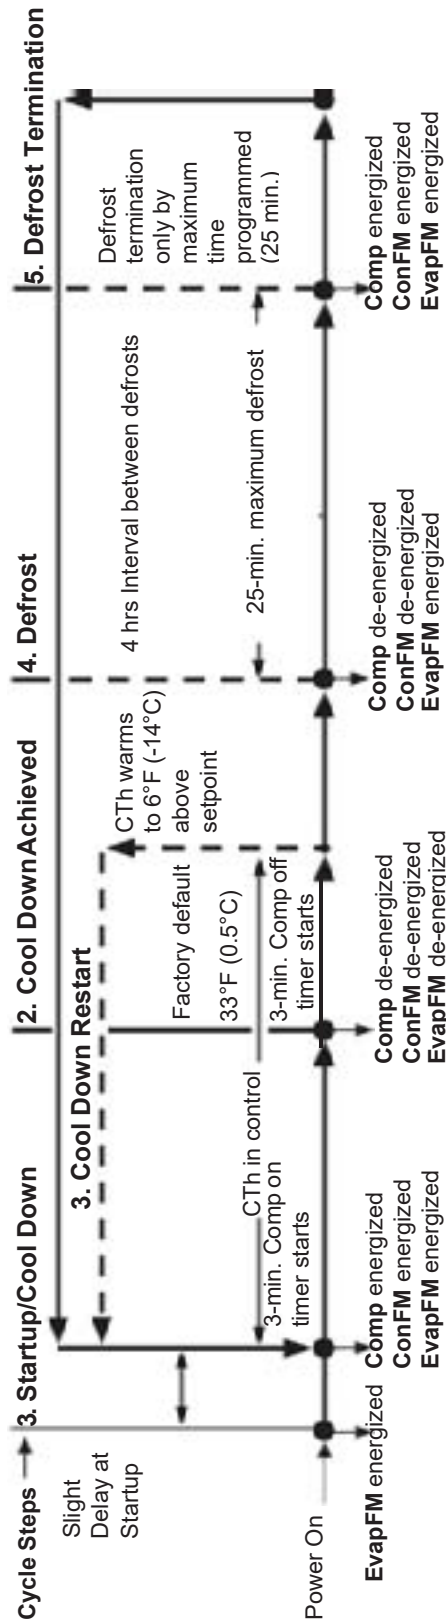 Cycle Steps
3. Startup/Cool Down
2. Cool Down Achieved
4. Defrost
5. Defrost Termination
Slight
Delay at
Startup
3. Cool Down Restart
Factory default
33°F (0.5°C)
CTh warms
to 6°F (-14°C)
above
setpoint
4 hrs Interval between defrosts
Defrost
termination
only by
maximum
time
programmed
(25 min.)
CTh in control
3-min. Comp on
timer starts
3-min. Comp off
timer starts
25-min. maximum defrost
Power On
EvapFM energized
Comp energized
ConFM energized
EvapFM energized
Comp de-energized
ConFM de-energized
EvapFM de-energized
Comp de-energized
ConFM de-energized
EvapFM energized
Comp energized
ConFM energized
EvapFM energized